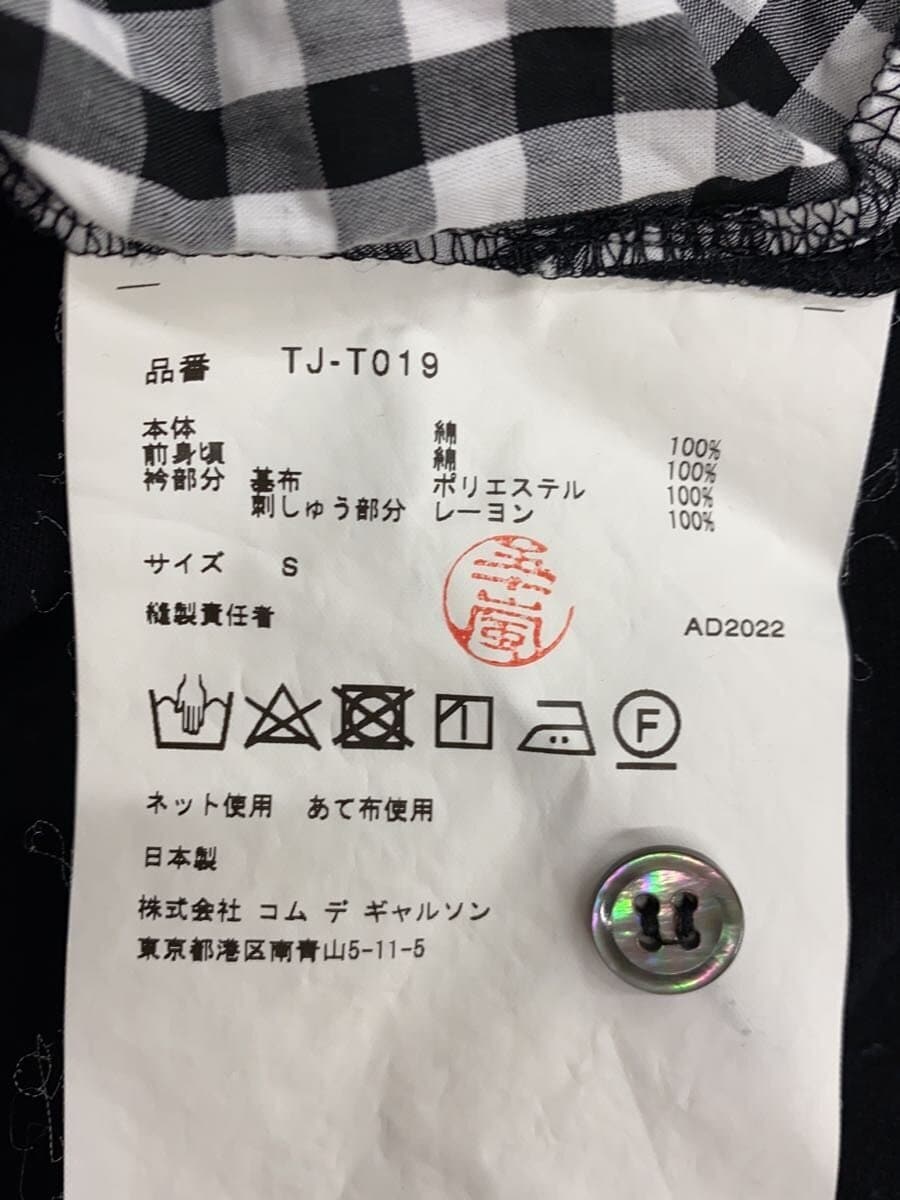 品番 TJ-T019
本体 綿 100%
前身頃 綿 100%
衿部分 基布 ポリエステル 100%
刺しゅう部分 レーヨン 100%
サイズ S
縫製責任者
AD2022
F
ネット使用 あて布使用
日本製
株式会社 コム デ ギャルソン
東京都港区南青山5-11-5